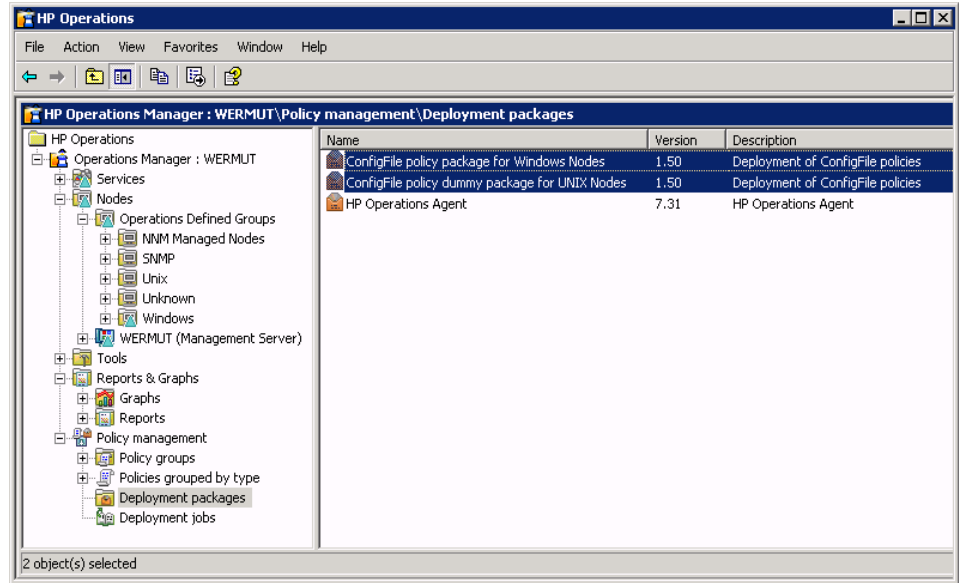 HP Operations
File Action View Favorites Window Help
HP Operations Manager : WERMUT\Policy management\Deployment packages
HP Operations
Operations Manager : WERMUT
Services
Nodes
Operations Defined Groups
NNM Managed Nodes
SNMP
Unix
Unknown
Windows
WERMUT (Management Server)
Tools
Reports & Graphs
Graphs
Reports
Policy management
Policy groups
Policies grouped by type
Deployment packages
Deployment jobs
Name Version Description
ConfigFile policy package for Windows Nodes 1.50 Deployment of ConfigFile policies
ConfigFile policy dummy package for UNIX Nodes 1.50 Deployment of ConfigFile policies
HP Operations Agent 7.31 HP Operations Agent
2 object(s) selected